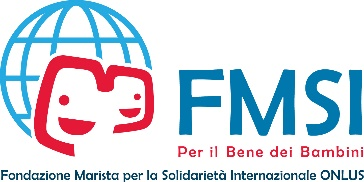 FMSI
Per il Bene dei Bambini
Fondazione Marista per la Solidarietà Internazionale ONLUS